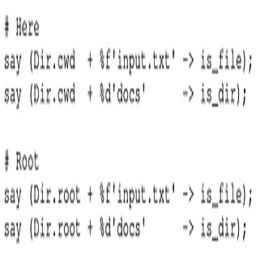 # Here
say (Dir.cwd  + %f'input.txt' -> is_file);
say (Dir.cwd  + %d'docs'      -> is_dir);

# Root
say (Dir.root + %f'input.txt' -> is_file);
say (Dir.root + %d'docs'      -> is_dir);